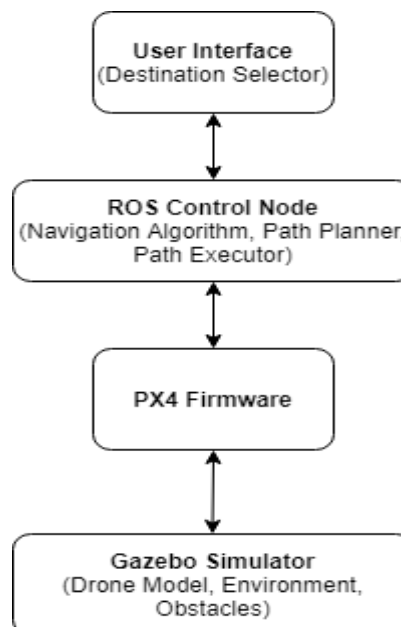 User Interface
(Destination Selector)
ROS Control Node
(Navigation Algorithm, Path Planner,
Path Executor)
PX4 Firmware
Gazebo Simulator
(Drone Model, Environment,
Obstacles)